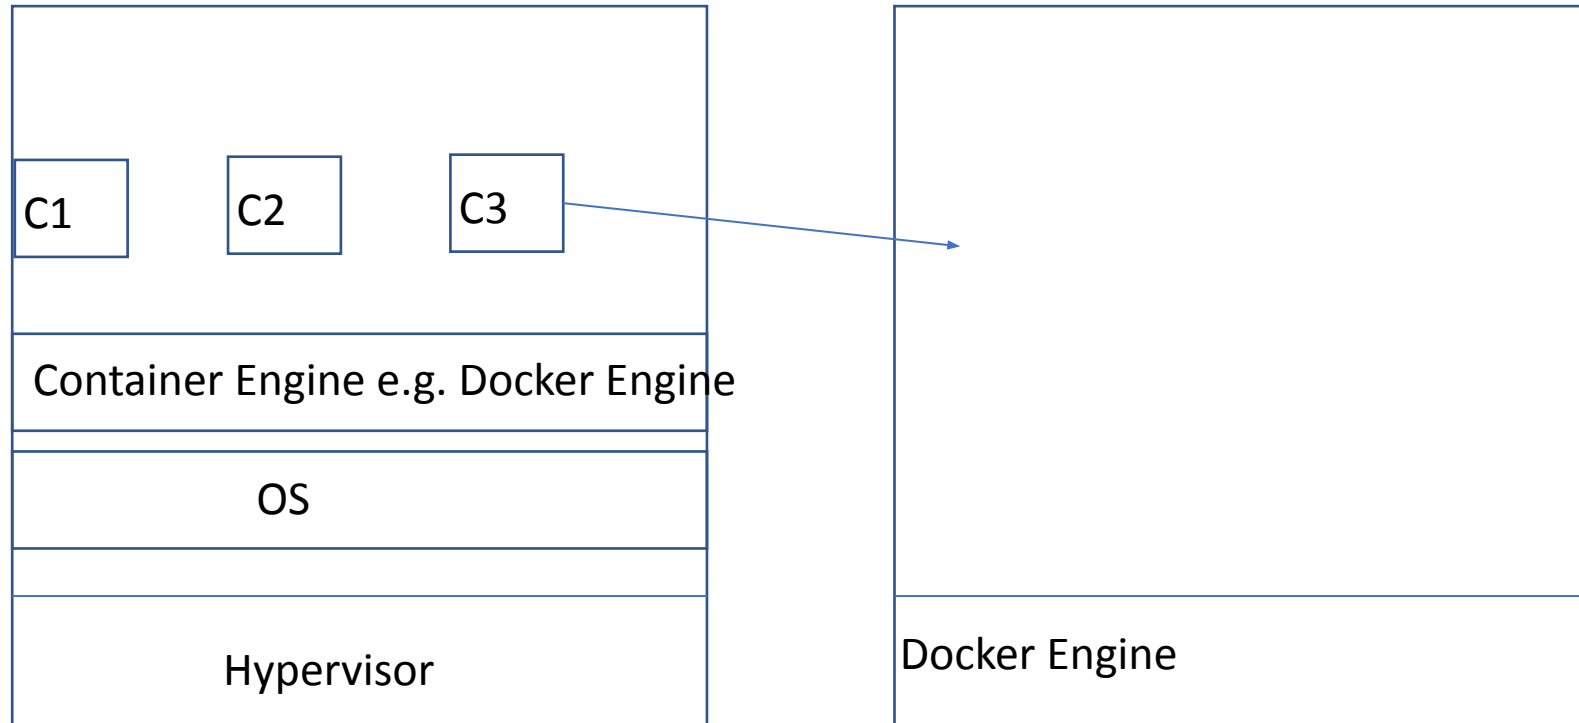 C1
C2
C3
Container Engine e.g. Docker Engine
OS
Hypervisor
Docker Engine